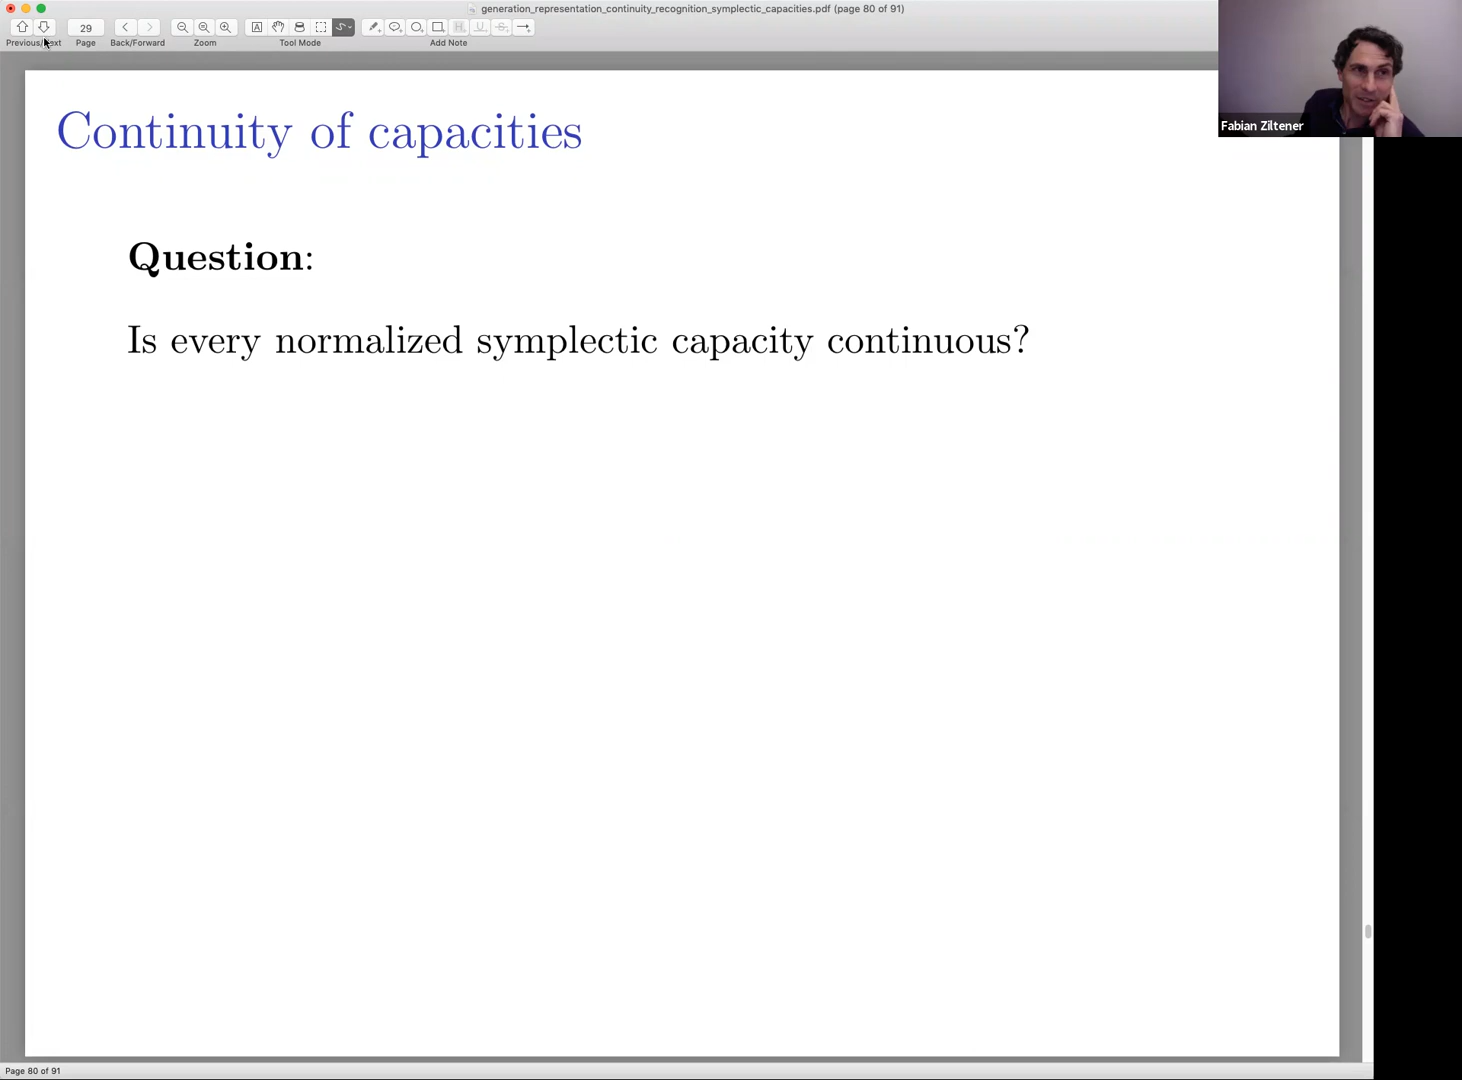 generation_representation_continuity_recognition_symplectic_capacities.pdf (page 80 of 91)
29
Previous/Next Page Back/Forward Zoom Tool Mode Add Note
Fabian Ziltener
Continuity of capacities
Question:
Is every normalized symplectic capacity continuous?
Page 80 of 91